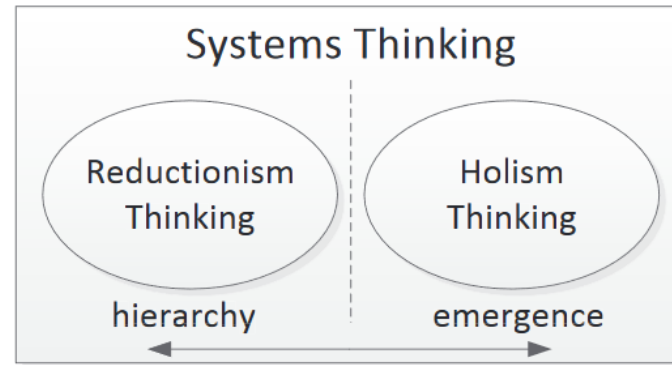 Systems Thinking
Reductionism
Thinking
Holism
Thinking
hierarchy
emergence